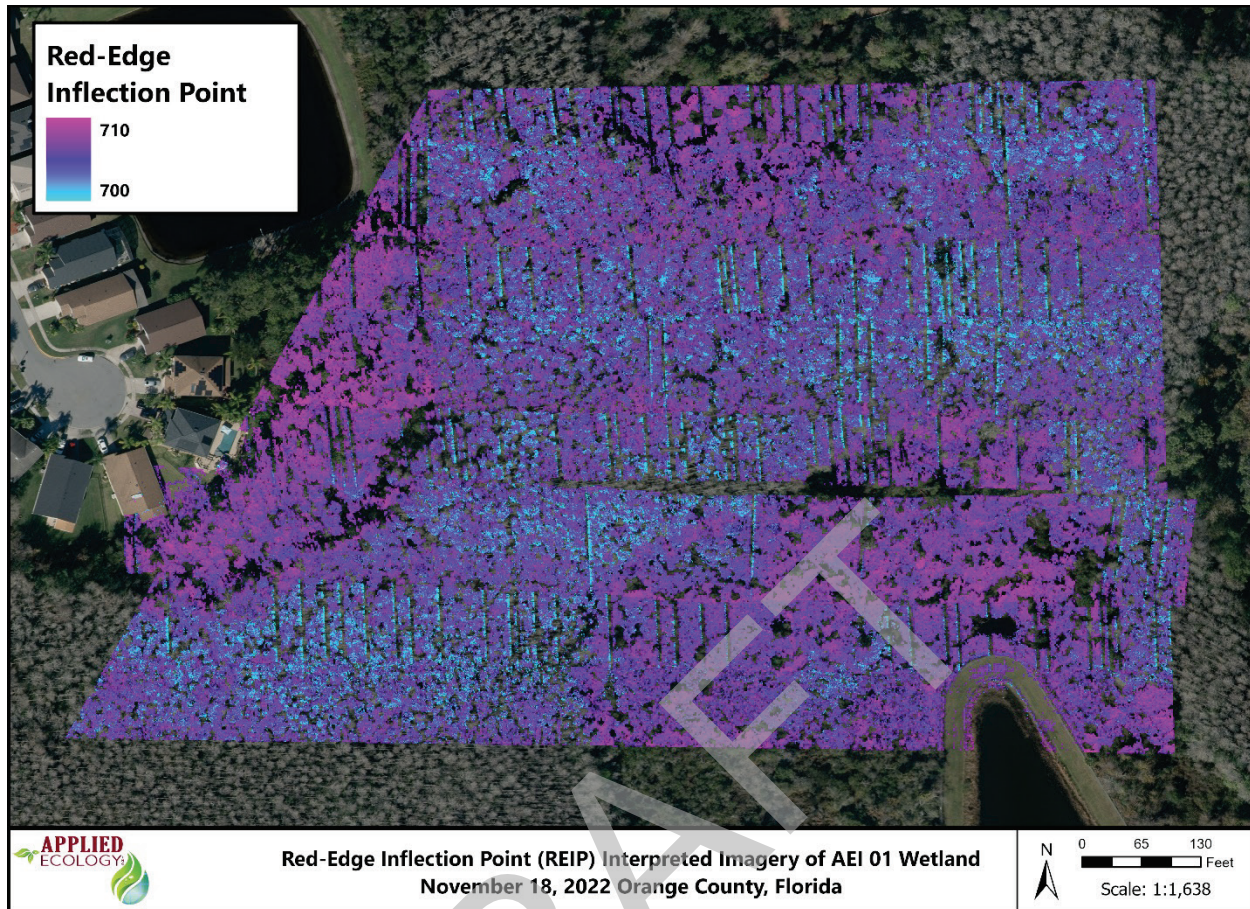 Red-Edge
Inflection Point
710
700
APPLIED
ECOLOGY
Red-Edge Inflection Point (REIP) Interpreted Imagery of AEI 01 Wetland
November 18, 2022 Orange County, Florida
N
0 65 130
Feet
Scale: 1:1,638
RAFT